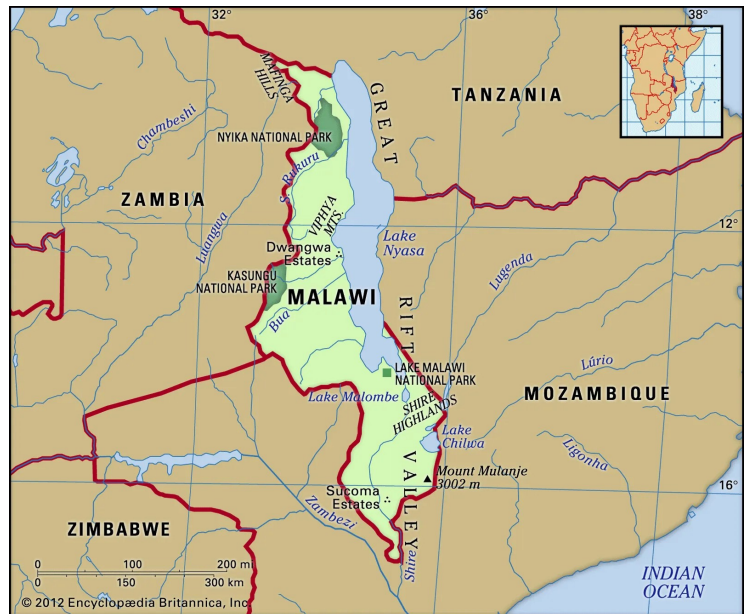 32°
36°
38°
MAFINGA
HILLS
GREAT
TANZANIA
Chambeshi
NYIKA NATIONAL PARK
S. Rukuru
ZAMBIA
Luangwa
VIPHYA
MTS.
12°
Lake
Nyasa
Dwangwa
Estates
Lugenda
KASUNGU
NATIONAL PARK
MALAWI
RIFT
Bua
LAKE MALAWI
NATIONAL PARK
Lúrio
Lake Malombe
SHIRE
HIGHLANDS
MOZAMBIQUE
Lake
Chilwa
Ligonha
VALLEY
Mount Mulanje
3002 m
16°
Sucoma
Estates
Zambezi
ZIMBABWE
Shire
0 100 200 mi
0 150 300 km
INDIAN
OCEAN
© 2012 Encyclopædia Britannica, Inc.